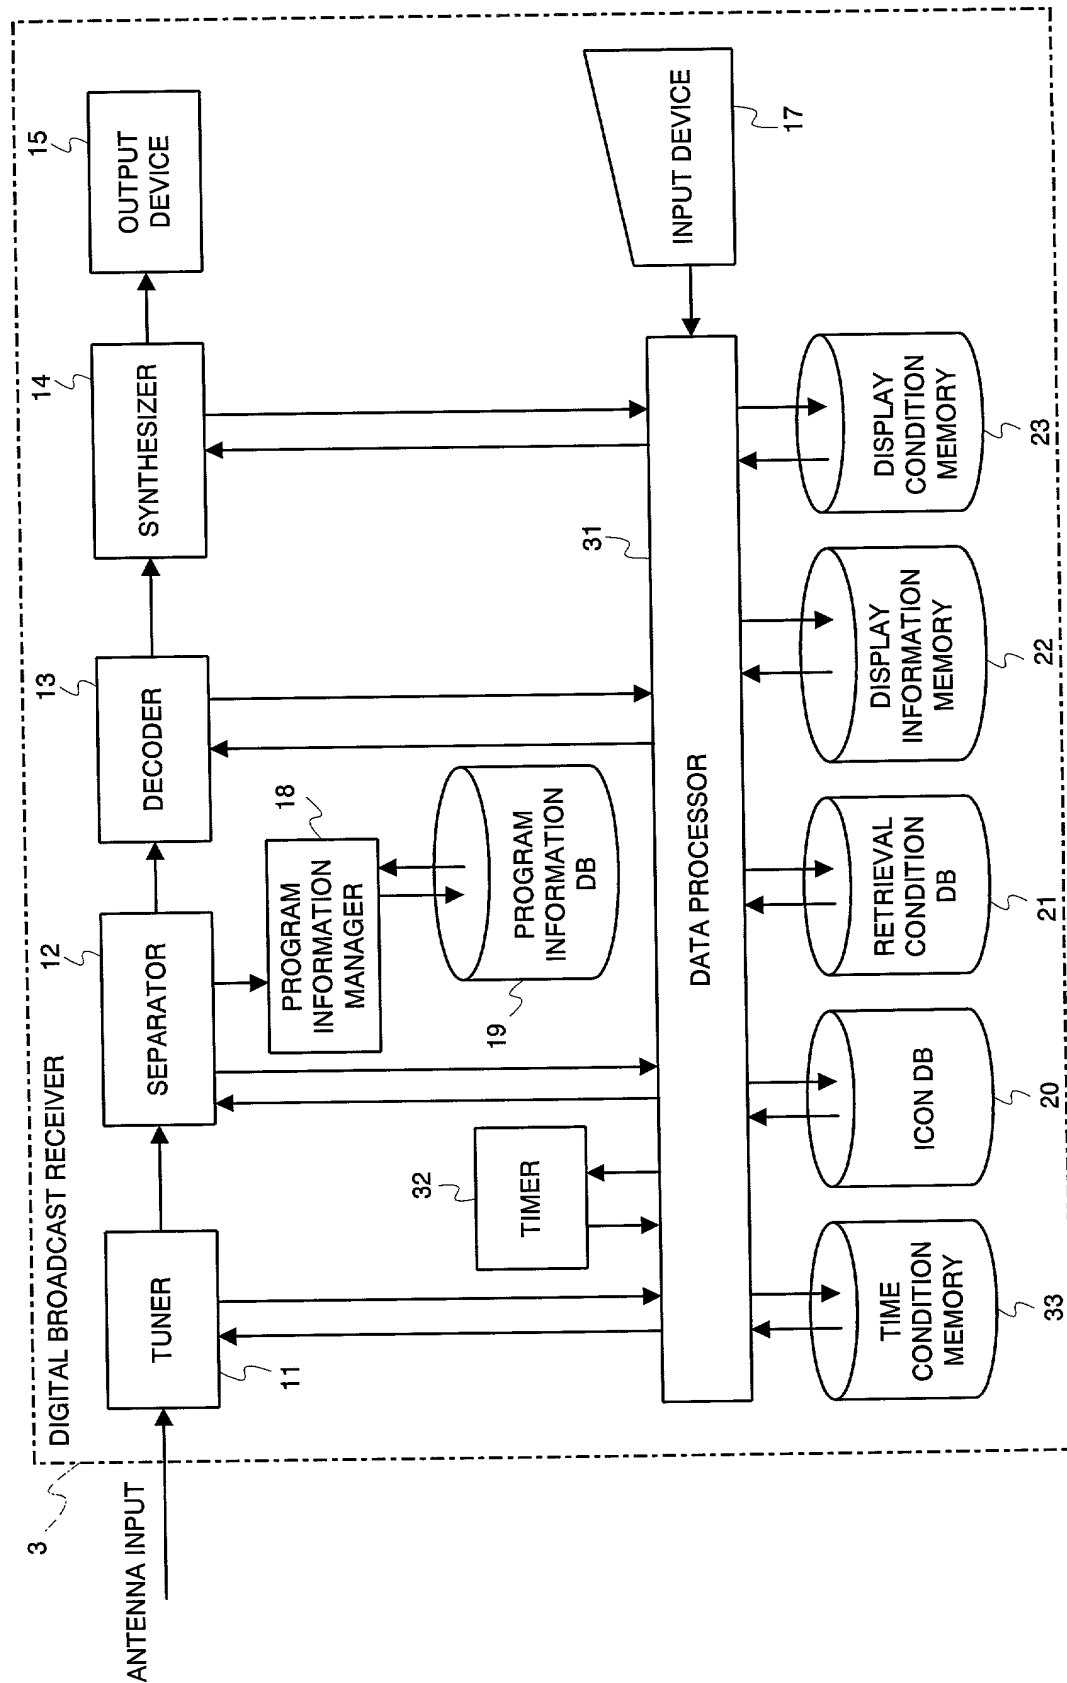 3
DIGITAL BROADCAST RECEIVER
ANTENNA INPUT
11
TUNER
12
SEPARATOR
13
DECODER
14
SYNTHESIZER
15
OUTPUT
DEVICE
18
PROGRAM
INFORMATION
MANAGER
19
PROGRAM
INFORMATION
DB
32
TIMER
31
DATA PROCESSOR
INPUT DEVICE
17
TIME
CONDITION
MEMORY
33
ICON DB
20
RETRIEVAL
CONDITION
DB
21
DISPLAY
INFORMATION
MEMORY
22
DISPLAY
CONDITION
MEMORY
23